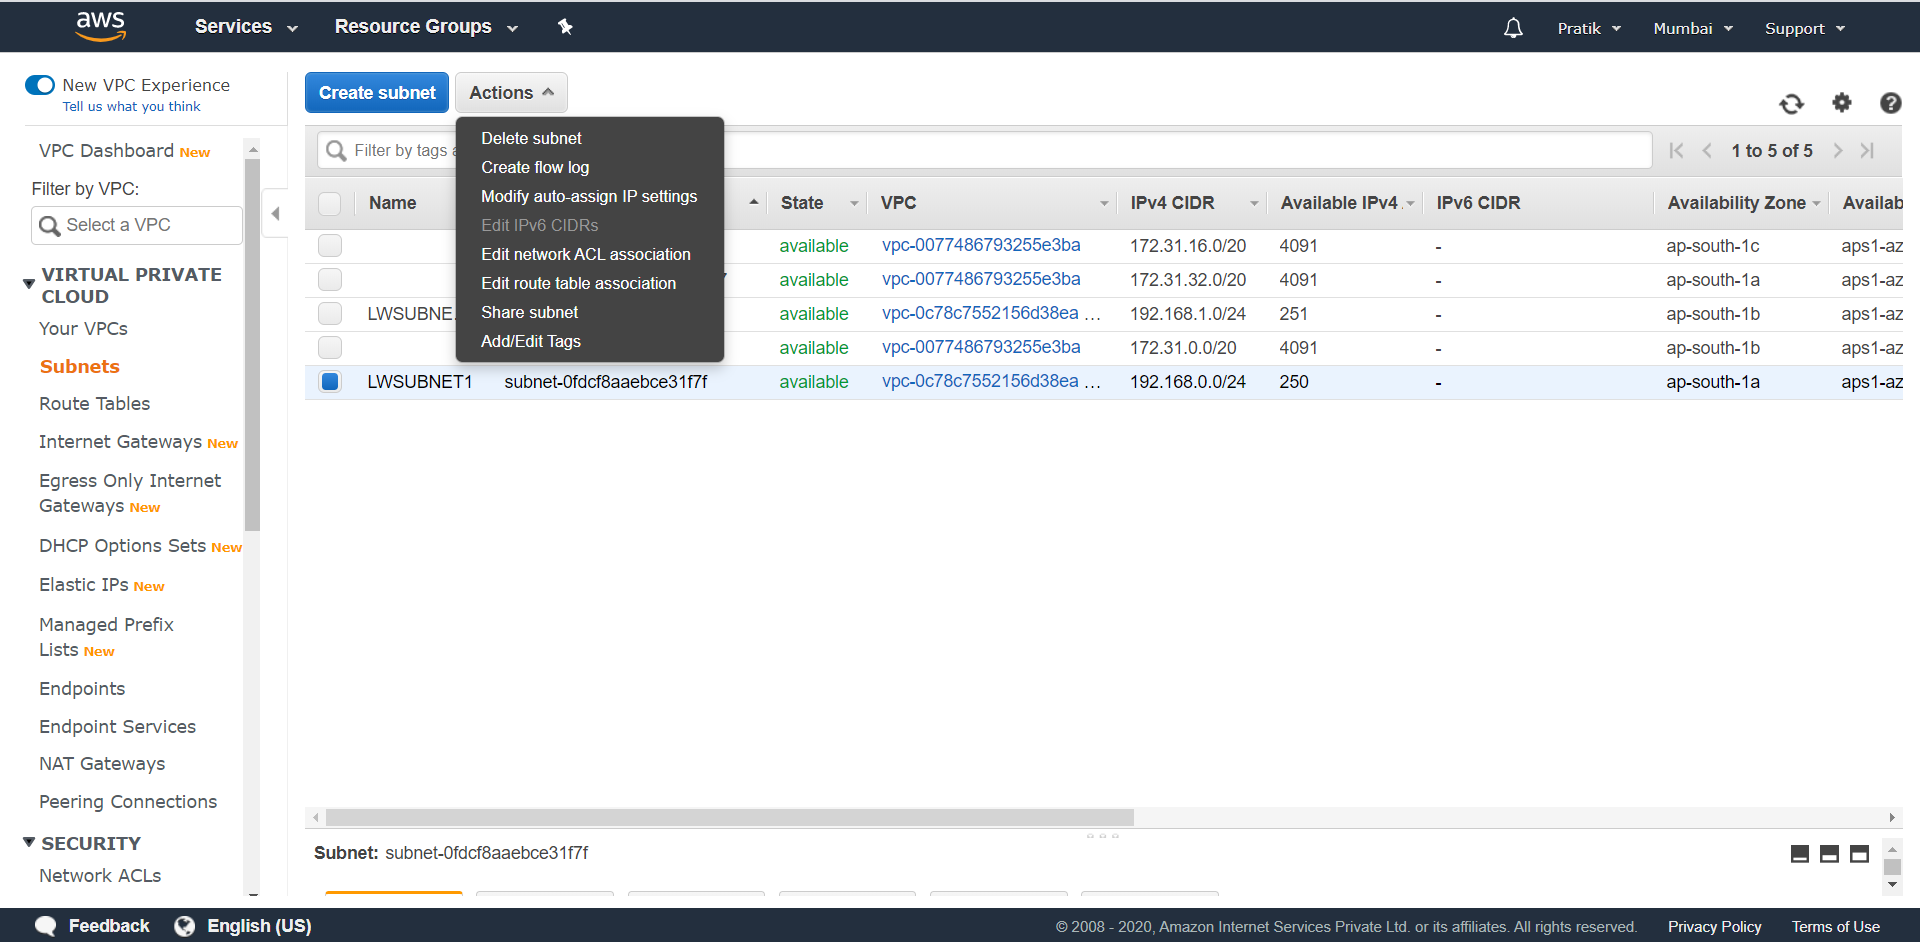 aws
Services
Resource Groups
Pratik
Mumbai
Support
New VPC Experience
Tell us what you think
VPC Dashboard New
Filter by VPC:
Select a VPC
VIRTUAL PRIVATE
CLOUD
Your VPCs
Subnets
Route Tables
Internet Gateways New
Egress Only Internet
Gateways New
DHCP Options Sets New
Elastic IPs New
Managed Prefix
Lists New
Endpoints
Endpoint Services
NAT Gateways
Peering Connections
SECURITY
Network ACLs
Create subnet
Actions
Delete subnet
Create flow log
Modify auto-assign IP settings
Edit IPv6 CIDRs
Edit network ACL association
Edit route table association
Share subnet
Add/Edit Tags
Filter by tags
1 to 5 of 5
Name State VPC IPv4 CIDR Available IPv4 IPv6 CIDR Availability Zone Availab
available vpc-0077486793255e3ba 172.31.16.0/20 4091 - ap-south-1c aps1-az
available vpc-0077486793255e3ba 172.31.32.0/20 4091 - ap-south-1a aps1-az
LWSUBNE available vpc-0c78c7552156d38ea ... 192.168.1.0/24 251 - ap-south-1b aps1-az
available vpc-0077486793255e3ba 172.31.0.0/20 4091 - ap-south-1b aps1-az
LWSUBNET1 subnet-0fdcf8aaebce31f7f available vpc-0c78c7552156d38ea ... 192.168.0.0/24 250 - ap-south-1a aps1-az
Subnet: subnet-0fdcf8aaebce31f7f
Feedback
English (US)
© 2008 - 2020, Amazon Internet Services Private Ltd. or its affiliates. All rights reserved.
Privacy Policy
Terms of Use